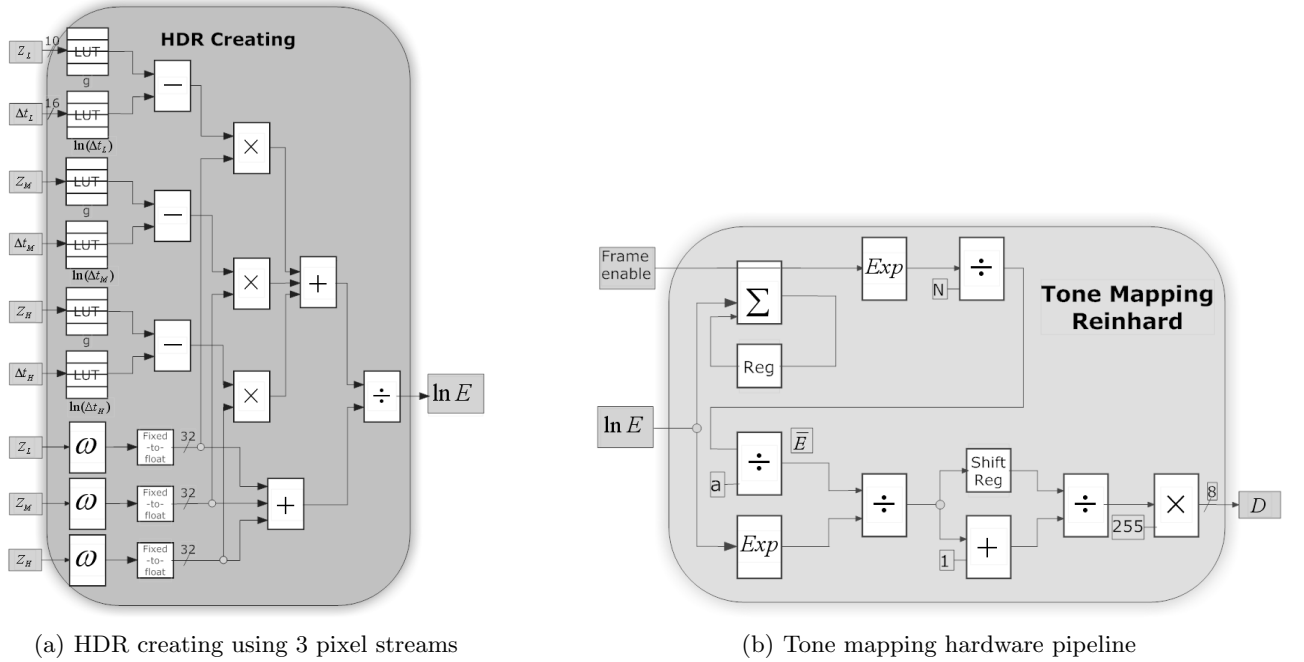 HDR Creating
Z_L
10
LUT
g
Δt_L
16
LUT
ln(Δt_L)
−
×
Z_M
LUT
g
Δt_M
LUT
ln(Δt_M)
−
×
+
Z_H
LUT
g
Δt_H
LUT
ln(Δt_H)
−
×
÷
ln E
Z_L
ω
Fixed
-to-
float
32
Z_M
ω
Fixed
-to-
float
32
+
Z_H
ω
Fixed
-to-
float
32
(a) HDR creating using 3 pixel streams
Frame
enable
Σ
Reg
Exp
N
÷
Tone Mapping
Reinhard
ln E
a
÷
E̅
Exp
÷
Shift
Reg
1
+
÷
255
×
8
D
(b) Tone mapping hardware pipeline